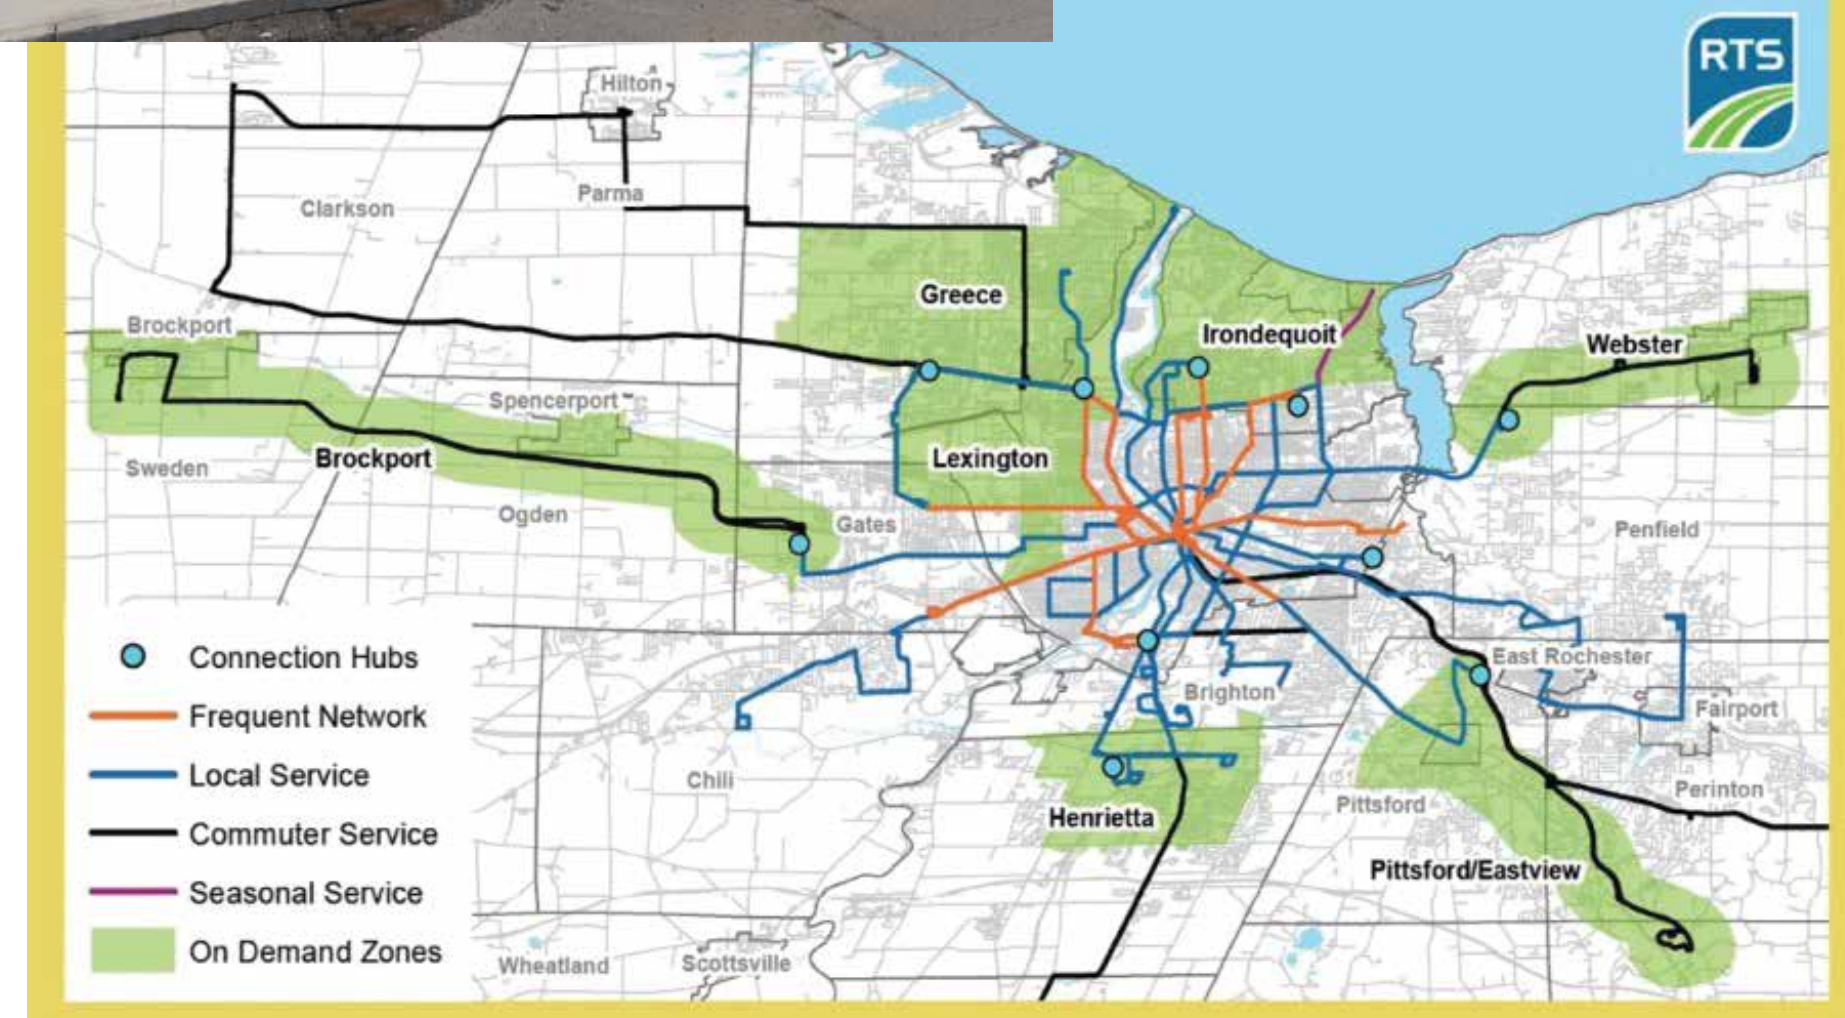 RTS
Hilton
Parma
Clarkson
Greece
Brockport
Irondequoit
Webster
Spencerport
Brockport
Lexington
Sweden
Ogden
Gates
Penfield
Connection Hubs
East Rochester
Brighton
Fairport
Frequent Network
Local Service
Chili
Perinton
Pittsford
Henrietta
Commuter Service
Pittsford/Eastview
Seasonal Service
On Demand Zones
Wheatland
Scottsville